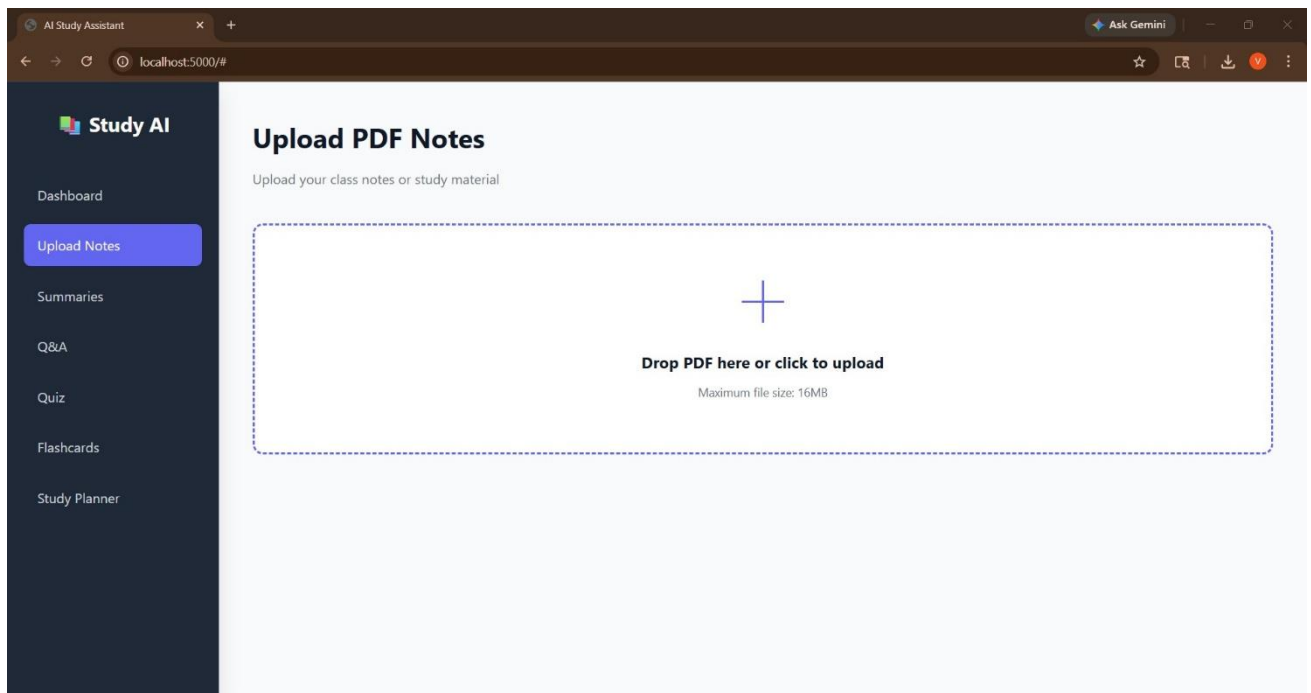 AI Study Assistant
Ask Gemini
localhost:5000/#
V
Study AI
Dashboard
Upload Notes
Summaries
Q&A
Quiz
Flashcards
Study Planner
Upload PDF Notes
Upload your class notes or study material
Drop PDF here or click to upload
Maximum file size: 16MB